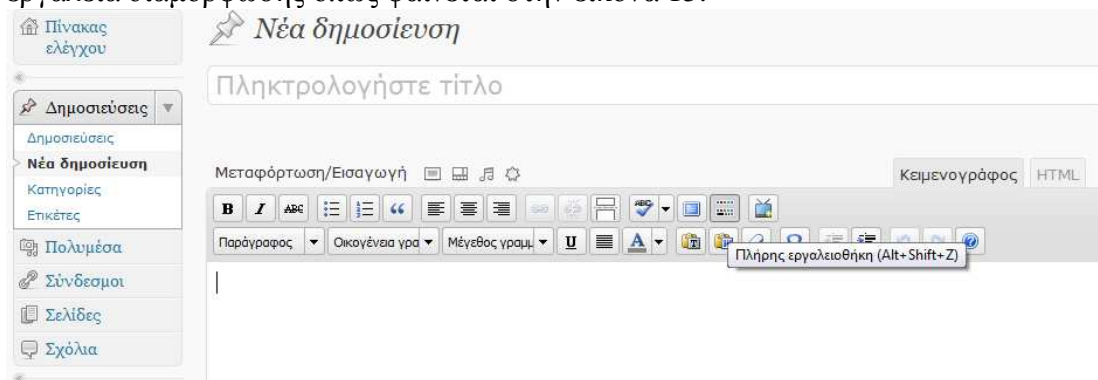 εργαλεία διαμόρφωσης όπως φαίνεται στην εικόνα 13.
Πίνακας
ελέγχου
Νέα δημοσίευση
Πληκτρολογήστε τίτλο
Δημοσιεύσεις
Δημοσιεύσεις
Νέα δημοσίευση
Κατηγορίες
Ετικέτες
Πολυμέσα
Σύνδεσμοι
Σελίδες
Σχόλια
Μεταφόρτωση/Εισαγωγή
Κειμενογράφος HTML
B I ABC
Παράγραφος Οικογένεια γρα Μέγεθος γραμμ U A
Πλήρης εργαλειοθήκη (Alt+Shift+Z)